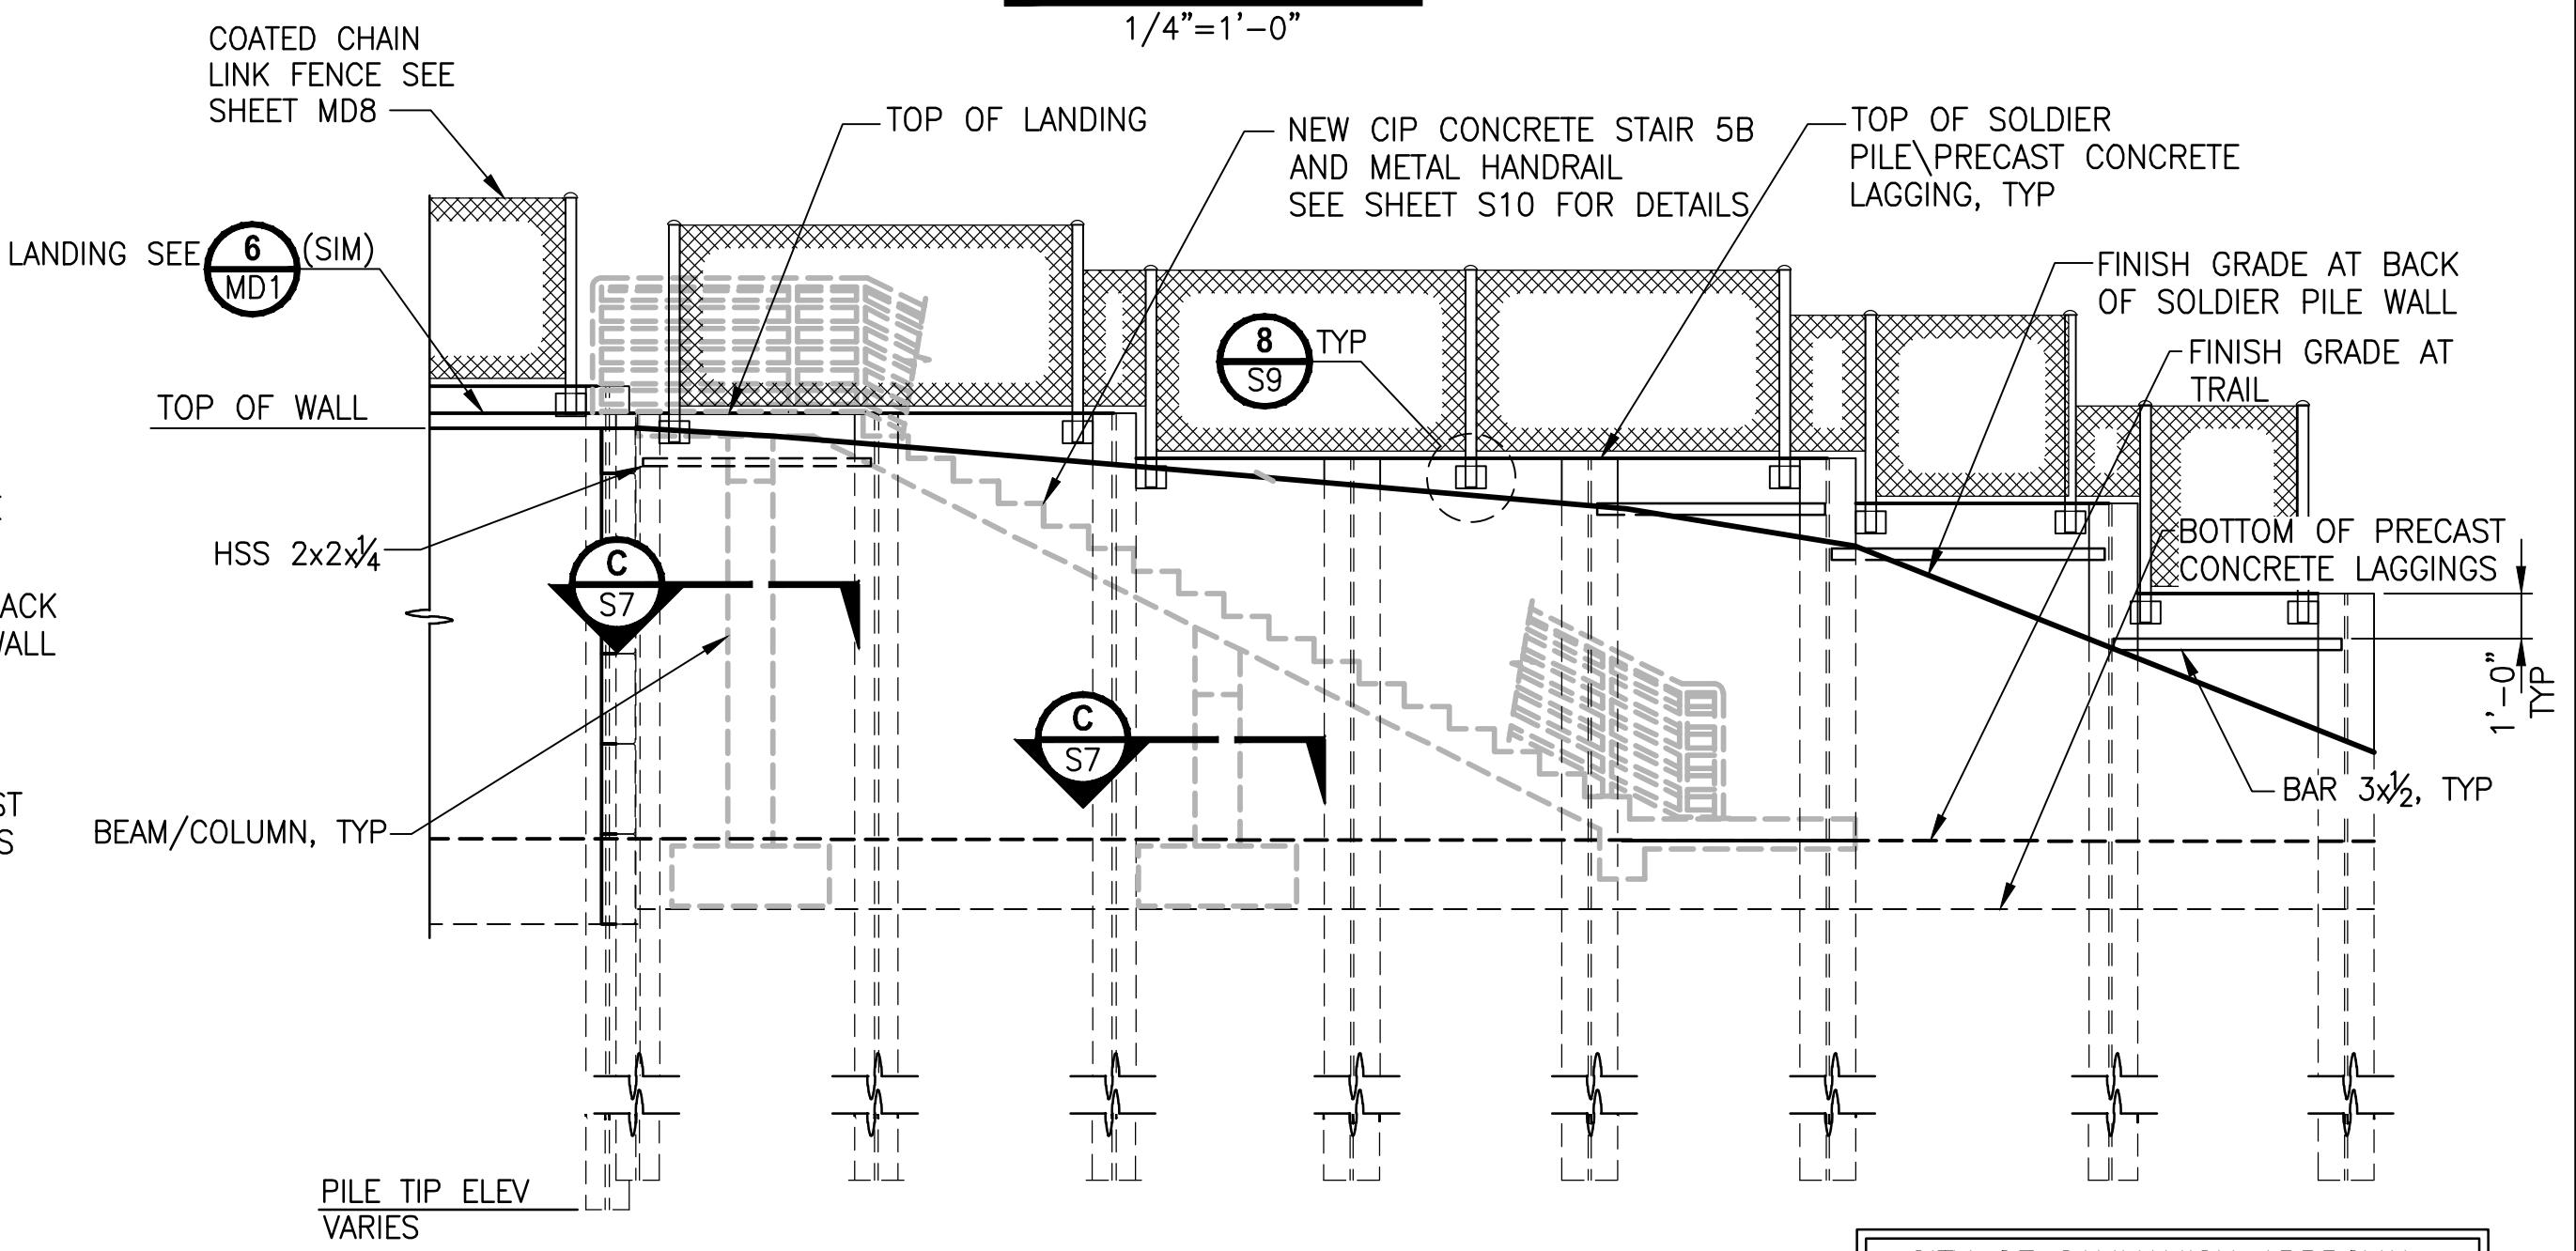 1/4"=1'-0"
COATED CHAIN
LINK FENCE SEE
SHEET MD8
TOP OF LANDING
NEW CIP CONCRETE STAIR 5B
AND METAL HANDRAIL
SEE SHEET S10 FOR DETAILS
TOP OF SOLDIER
PILE\PRECAST CONCRETE
LAGGING, TYP
LANDING SEE
6
MD1
(SIM)
FINISH GRADE AT BACK
OF SOLDIER PILE WALL
8
S9
TYP
FINISH GRADE AT
TRAIL
TOP OF WALL
HSS 2x2x1/4
BOTTOM OF PRECAST
CONCRETE LAGGINGS
C
S7
ACK
WALL
1'-0"
TYP
C
S7
BAR 3x1/2, TYP
ST
S
BEAM/COLUMN, TYP
PILE TIP ELEV
VARIES